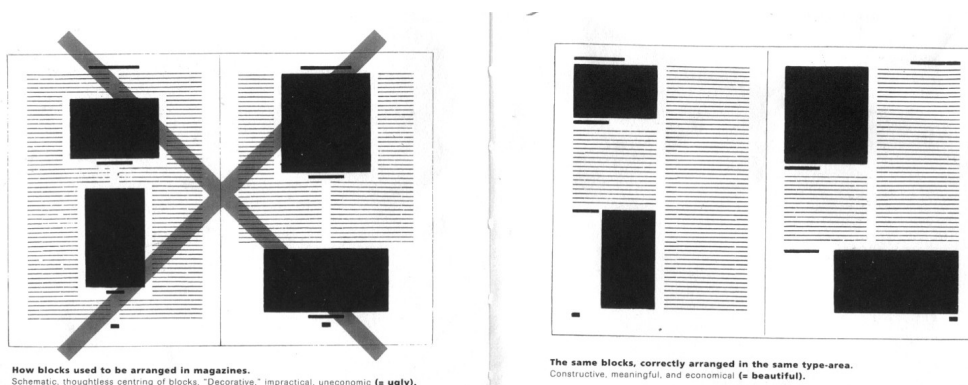 How blocks used to be arranged in magazines.
Schematic, thoughtless centring of blocks. "Decorative," impractical, uneconomic (= ugly).
The same blocks, correctly arranged in the same type-area.
Constructive, meaningful, and economical (= beautiful).